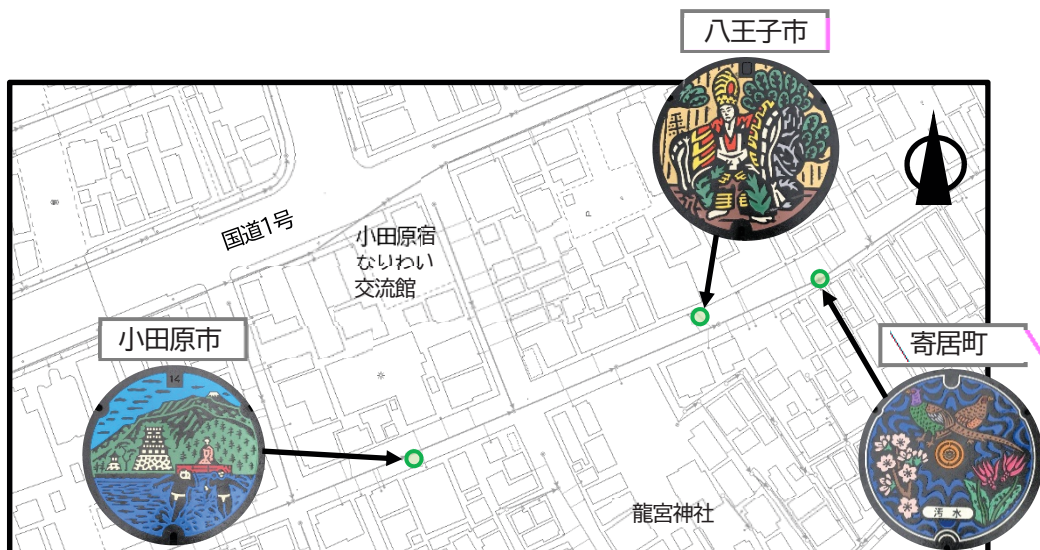 八王子市
国道1号
小田原宿
なりわい
交流館
小田原市
14
寄居町
汚水
龍宮神社